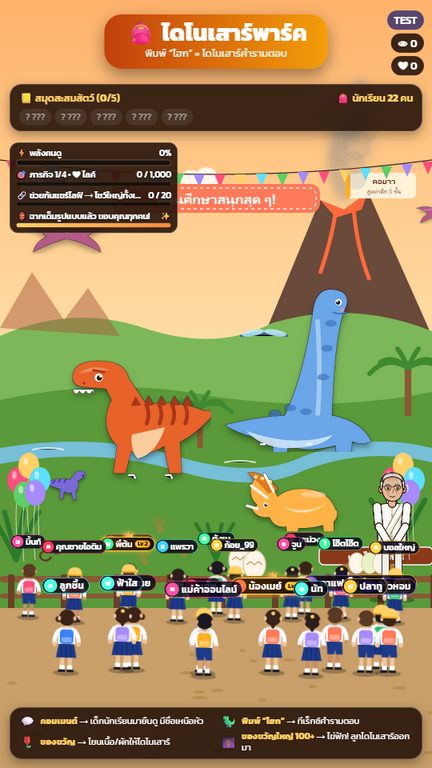 TEST
🎒 ไดโนเสาร์พาร์ค
พิมพ์ “โฮก” = ไดโนเสาร์คำรามตอบ
0
0
📒 สมุดสะสมสัตว์ (0/5)
🎒 นักเรียน 22 คน
? ???
? ???
? ???
? ???
? ???
⚡ พลังคนดู 0%
🎯 ภารกิจ 1/4 • ❤ ไลค์ 0 / 1,000
🔗 ช่วยกันแชร์ไลฟ์ → โชว์ใหญ่ทั้ง... 0 / 20
🏮 ฉากเต็มรูปแบบแล้ว ขอบคุณทุกคน! ✨
ศึกษาสนุกสุด ๆ!
คอยาว
สูงเท่าตึก 5 ชั้น
มิ้นท์
คุณชายไอติม
พี่ตั้น
แพรวา
ก้อย_99
จูน
โอ๊ตโอ๊ต
บอสใหญ่
ลูกชิ้น
ฟ้าใส
แม่ค้าออนไลน์
น้องเมย์
นัท
ปลาทู
วหอม
💬 คอมเมนต์ → เด็กนักเรียนมายืนดู มีชื่อเหนือหัว
🦖 พิมพ์ “โฮก” → ทีเร็กซ์คำรามตอบ
🌹 ของขวัญ → โยนเนื้อ/ผักให้ไดโนเสาร์
🎁 ของขวัญใหญ่ 100+ → ไข่ฟัก! ลูกไดโนเสาร์ออก
มา